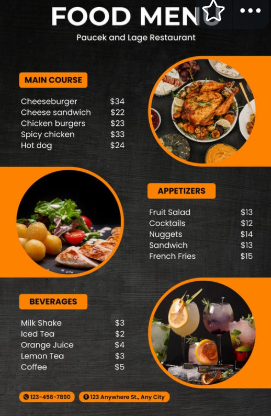 FOOD MENU
Paucek and Lage Restaurant
MAIN COURSE
Cheeseburger $34
Cheese sandwich $22
Chicken burgers $23
Spicy chicken $33
Hot dog $24
APPETIZERS
Fruit Salad $13
Cocktails $12
Nuggets $14
Sandwich $13
French Fries $15
BEVERAGES
Milk Shake $3
Iced Tea $2
Orange Juice $4
Lemon Tea $3
Coffee $5
123-456-7890 123 Anywhere St., Any City